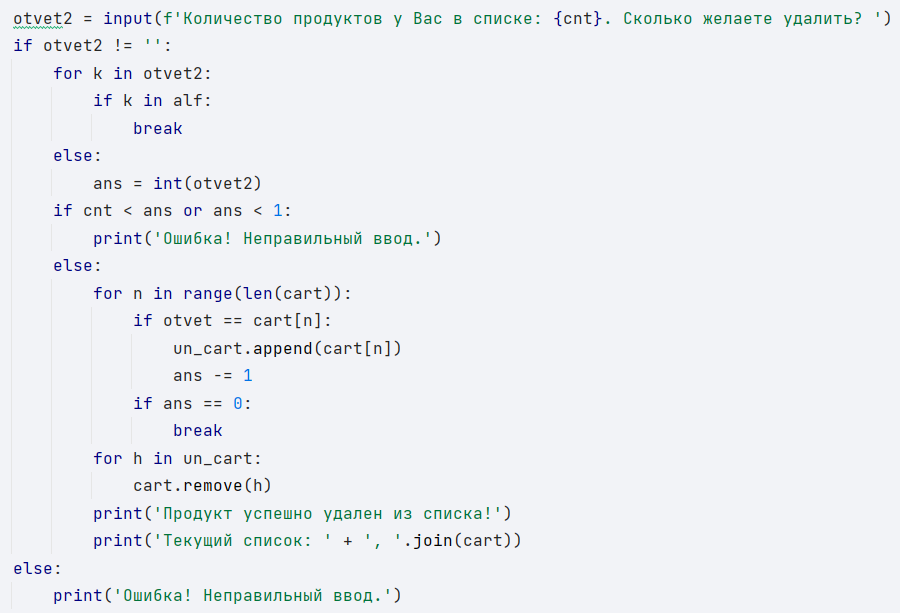 otvet2 = input(f'Количество продуктов у Вас в списке: {cnt}. Сколько желаете удалить? ')
if otvet2 != '':
    for k in otvet2:
        if k in alf:
            break
    else:
        ans = int(otvet2)
    if cnt < ans or ans < 1:
        print('Ошибка! Неправильный ввод.')
    else:
        for n in range(len(cart)):
            if otvet == cart[n]:
                un_cart.append(cart[n])
                ans -= 1
            if ans == 0:
                break
        for h in un_cart:
            cart.remove(h)
        print('Продукт успешно удален из списка!')
        print('Текущий список: ' + ', '.join(cart))
else:
    print('Ошибка! Неправильный ввод.')